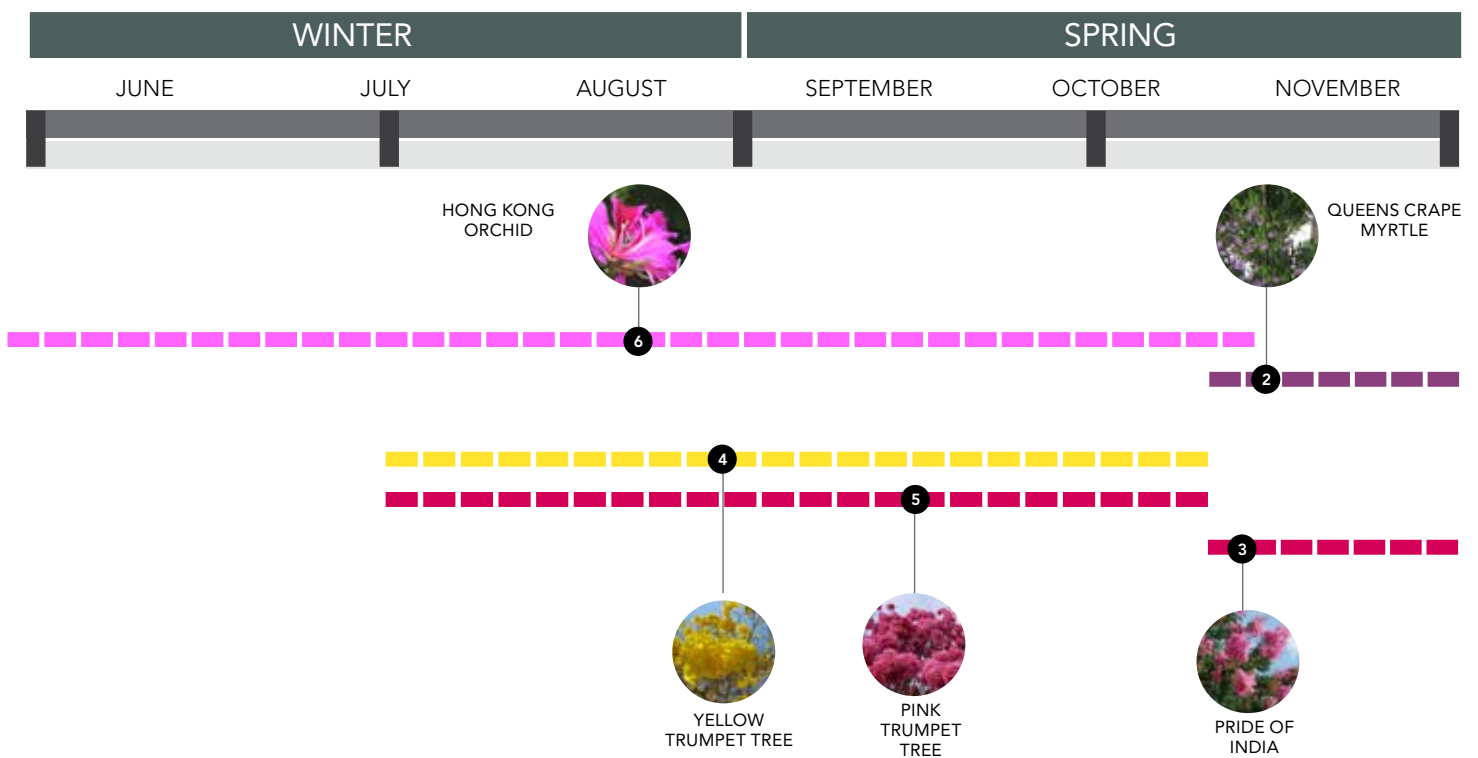 WINTER
SPRING
JUNE
JULY
AUGUST
SEPTEMBER
OCTOBER
NOVEMBER
HONG KONG
ORCHID
QUEENS CRAPE
MYRTLE
6
2
4
5
3
YELLOW
TRUMPET TREE
PINK
TRUMPET
TREE
PRIDE OF
INDIA